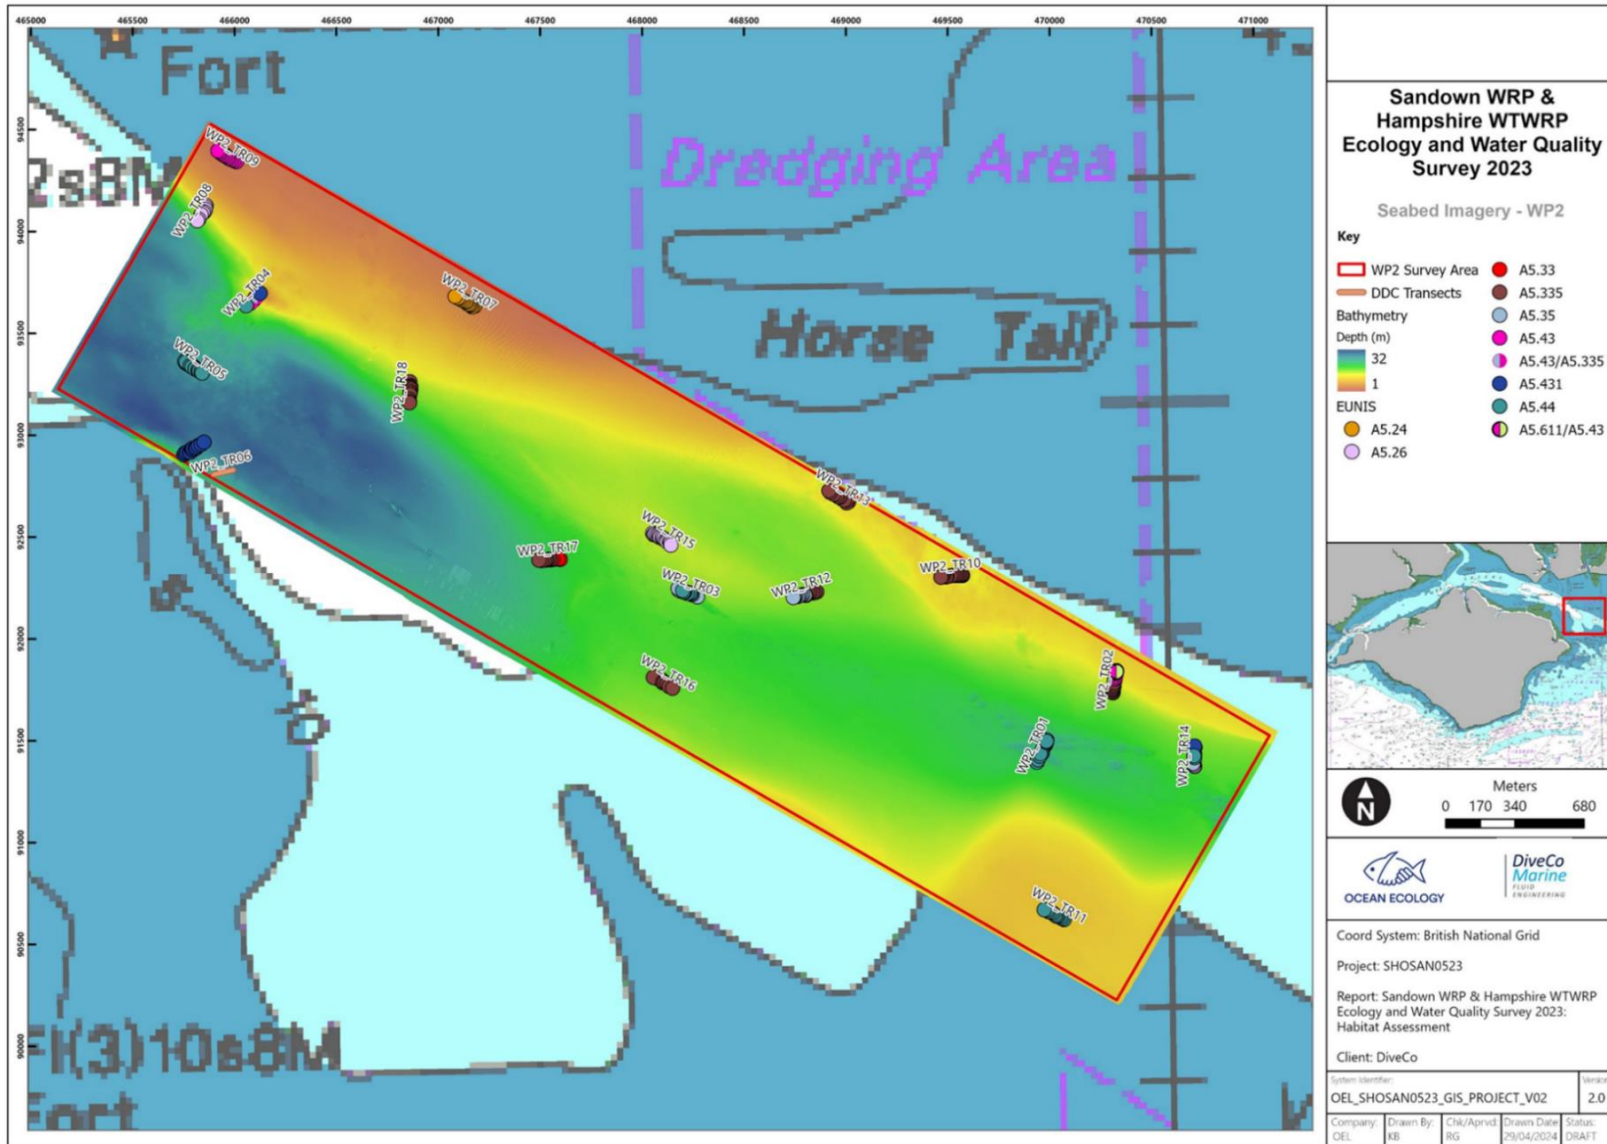 465000 465500 466000 466500 467000 467500 468000 468500 469000 469500 470000 470500 471000
94500
94000
93500
93000
92500
92000
91500
91000
90500
90000
Fort
2s8M
Dredging Area
Horse Tail
Fl(3)10s8M
Fort
WP2_TR09
WP2_TR08
WP2_TR04
WP2_TR07
WP2_TR05
WP2_TR18
WP2_TR06
WP2_TR13
WP2_TR15
WP2_TR17
WP2_TR10
WP2_TR03
WP2_TR12
WP2_TR16
WP2_TR02
WP2_TR01
WP2_TR14
WP2_TR11
Sandown WRP &
Hampshire WTWRP
Ecology and Water Quality
Survey 2023
Seabed Imagery - WP2
Key
WP2 Survey Area
DDC Transects
Bathymetry
Depth (m)
32
1
EUNIS
A5.24
A5.26
A5.33
A5.335
A5.35
A5.43
A5.43/A5.335
A5.431
A5.44
A5.611/A5.43
N
Meters
0 170 340 680
OCEAN ECOLOGY
DiveCo
Marine
FLUID
ENGINEERING
Coord System: British National Grid
Project: SHOSAN0523
Report: Sandown WRP & Hampshire WTWRP
Ecology and Water Quality Survey 2023:
Habitat Assessment
Client: DiveCo
System Identifier:
OEL_SHOSAN0523_GIS_PROJECT_V02
Version
2.0
Company:
OEL
Drawn By:
KB
Chk/Aprvd:
RG
Drawn Date
29/04/2024
Status:
DRAFT